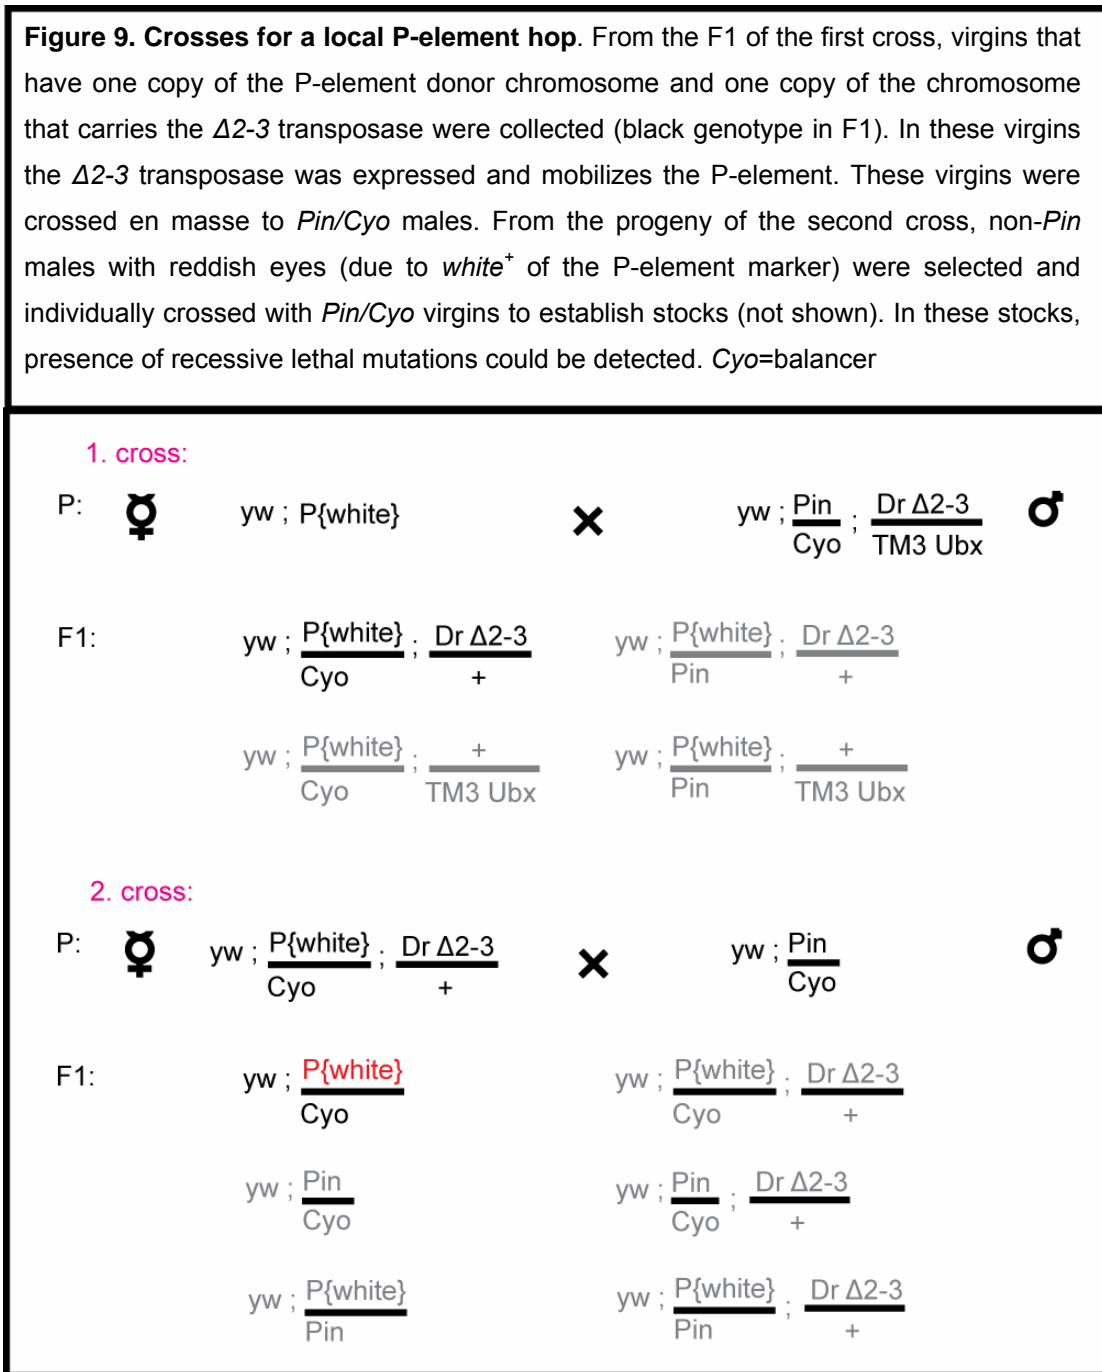 Figure 9. Crosses for a local P-element hop. From the F1 of the first cross, virgins that
have one copy of the P-element donor chromosome and one copy of the chromosome
that carries the Δ2-3 transposase were collected (black genotype in F1). In these virgins
the Δ2-3 transposase was expressed and mobilizes the P-element. These virgins were
crossed en masse to Pin/Cyo males. From the progeny of the second cross, non-Pin
males with reddish eyes (due to white+ of the P-element marker) were selected and
individually crossed with Pin/Cyo virgins to establish stocks (not shown). In these stocks,
presence of recessive lethal mutations could be detected. Cyo=balancer
1. cross:
P: yw ; P{white} yw ; Pin ; Dr Δ2-3
Cyo TM3 Ubx
F1: yw ; P{white} ; Dr Δ2-3 yw ; P{white} ; Dr Δ2-3
Cyo + Pin +
yw ; P{white} ; + yw ; P{white} ; +
Cyo TM3 Ubx Pin TM3 Ubx
2. cross:
P: yw ; P{white} ; Dr Δ2-3 yw ; Pin
Cyo + Cyo
F1: yw ; P{white} yw ; P{white} ; Dr Δ2-3
Cyo Cyo +
yw ; Pin yw ; Pin ; Dr Δ2-3
Cyo Cyo +
yw ; P{white} yw ; P{white} ; Dr Δ2-3
Pin Pin +